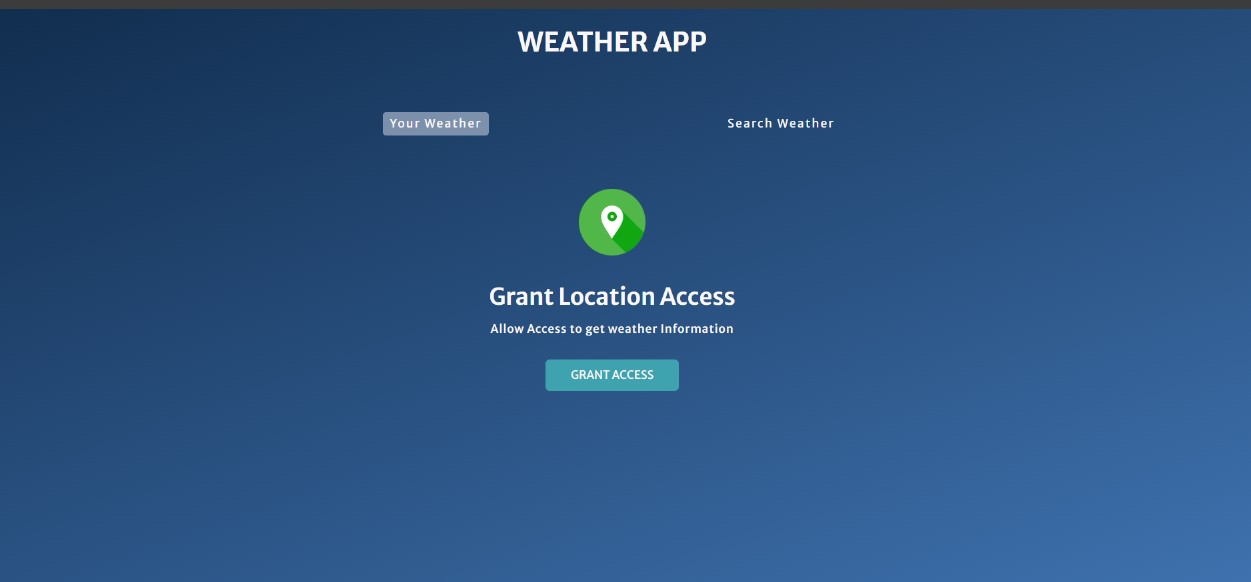 WEATHER APP
Your Weather
Search Weather
Grant Location Access
Allow Access to get weather Information
GRANT ACCESS